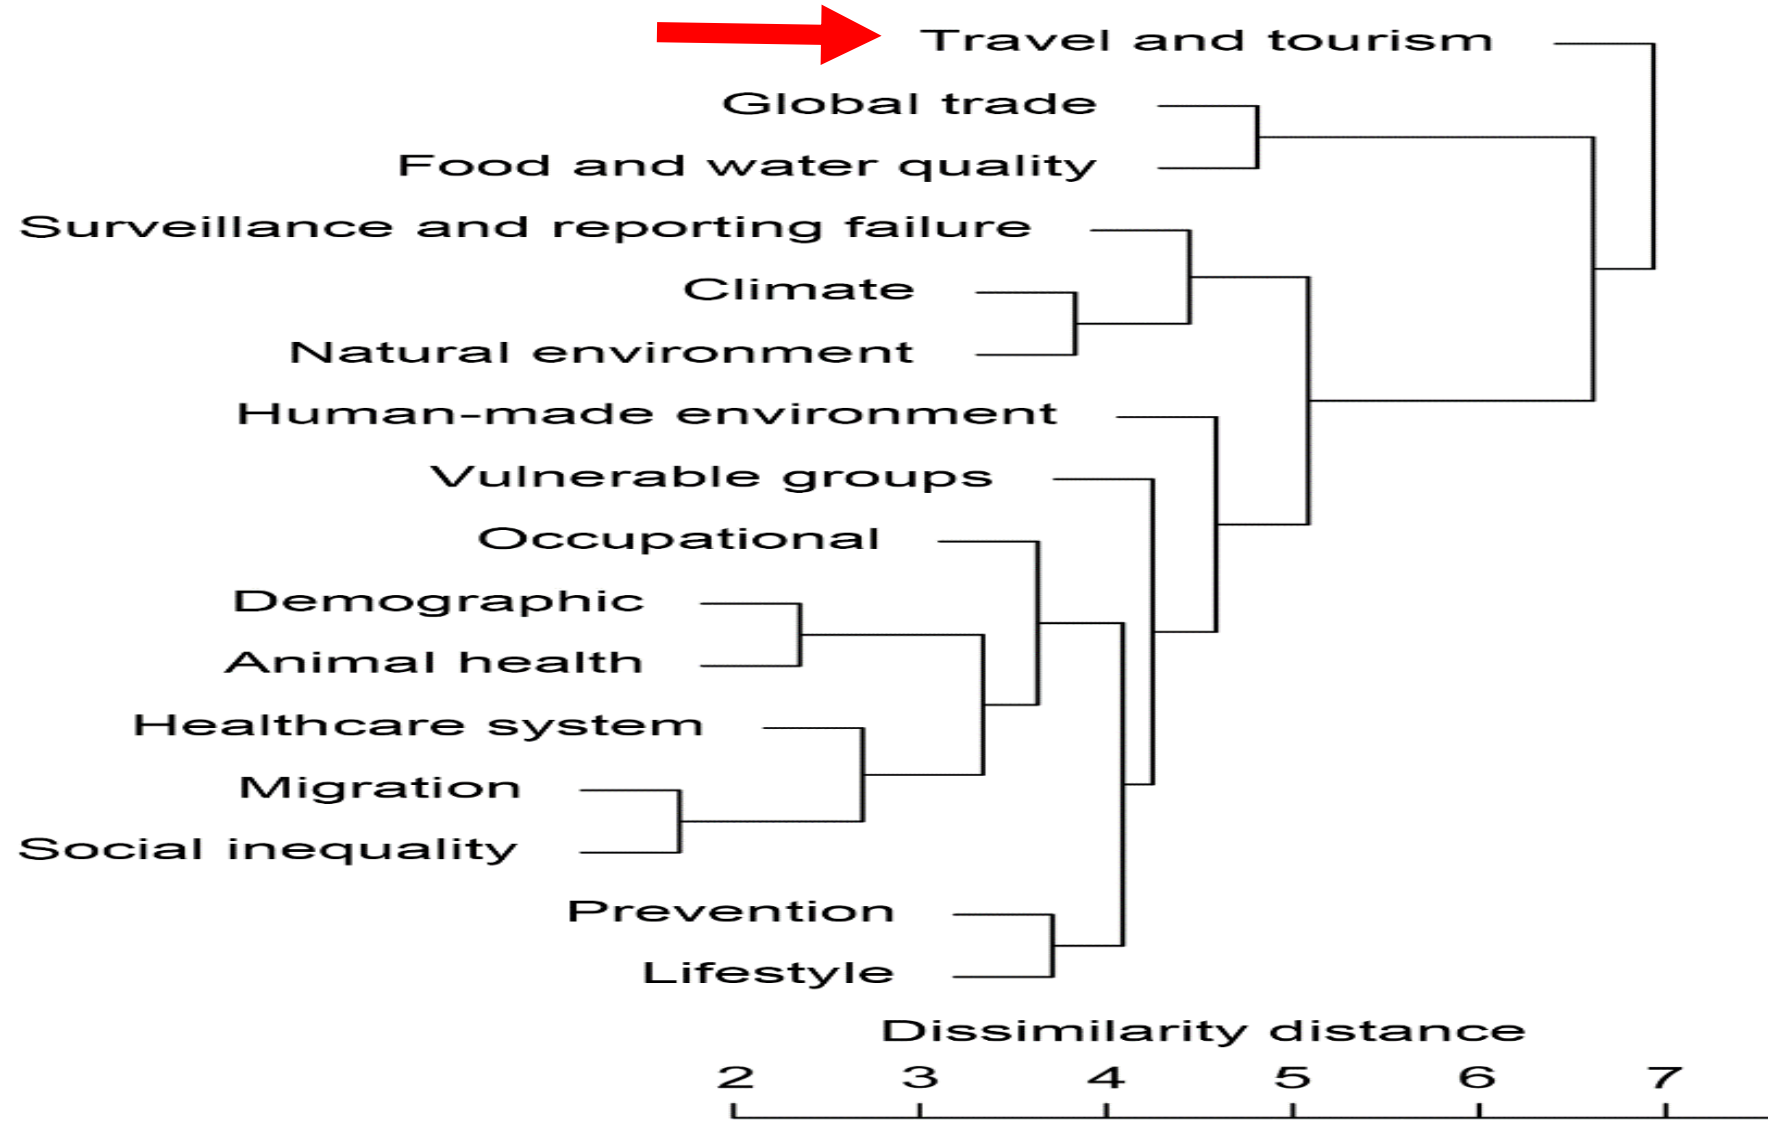 Travel and tourism
Global trade
Food and water quality
Surveillance and reporting failure
Climate
Natural environment
Human-made environment
Vulnerable groups
Occupational
Demographic
Animal health
Healthcare system
Migration
Social inequality
Prevention
Lifestyle
Dissimilarity distance
2 3 4 5 6 7